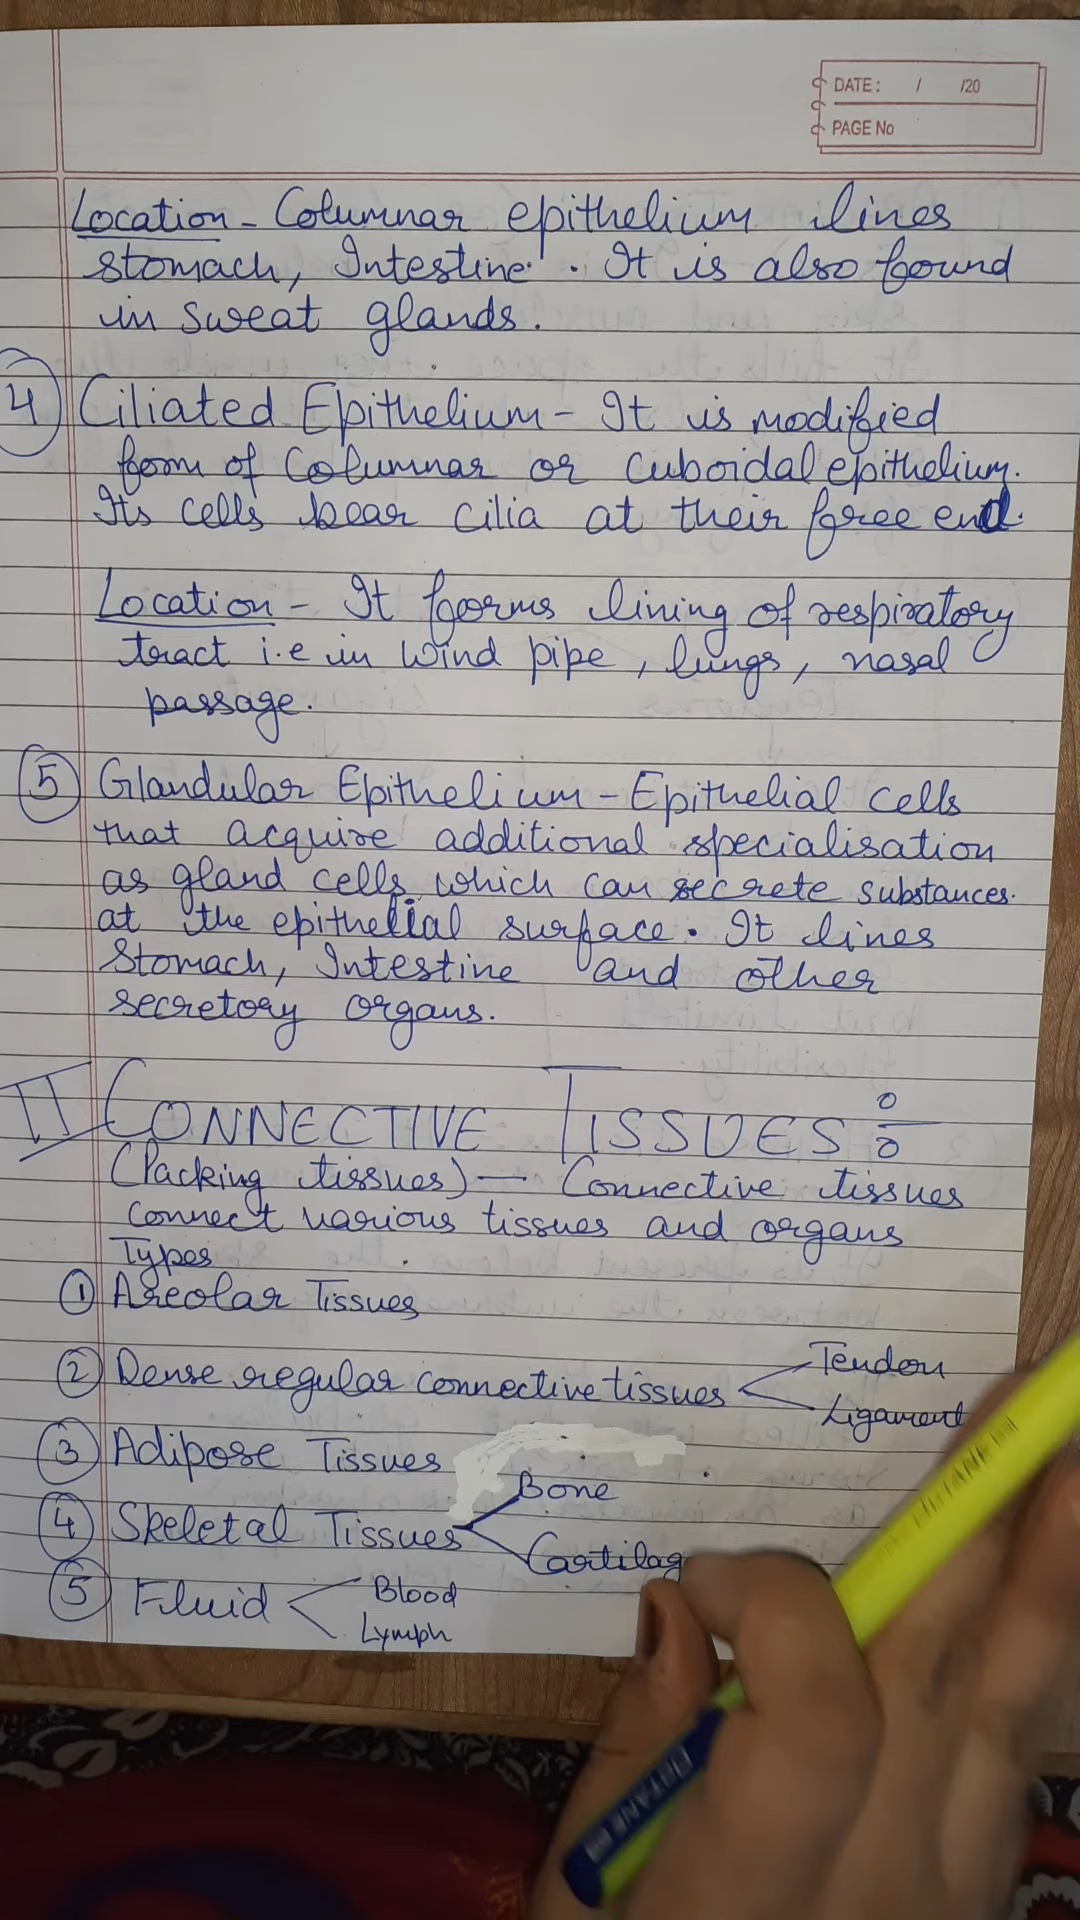 DATE: / /20
PAGE No
Location - Columnar epithelium lines
stomach, Intestine. It is also found
in sweat glands.
4 Ciliated Epithelium - It is modified
form of Columnar or cuboidal epithelium.
Its cells bear cilia at their free end.
Location - It forms lining of respiratory
tract i.e in wind pipe, lungs, nasal
passage.
5 Glandular Epithelium - Epithelial cells
that acquire additional specialisation
as gland cells, which can secrete substances.
at the epithelial surface. It lines
Stomach, Intestine and other
secretory organs.
II CONNECTIVE TISSUES:
(Packing tissues) - Connective tissues
connect various tissues and organs
Types
1 Areolar Tissues
2 Dense regular connective tissues < Tendon
Ligament
3 Adipose Tissues
Bone
4 Skeletal Tissues <
Cartilag
5 Fluid < Blood
Lymph